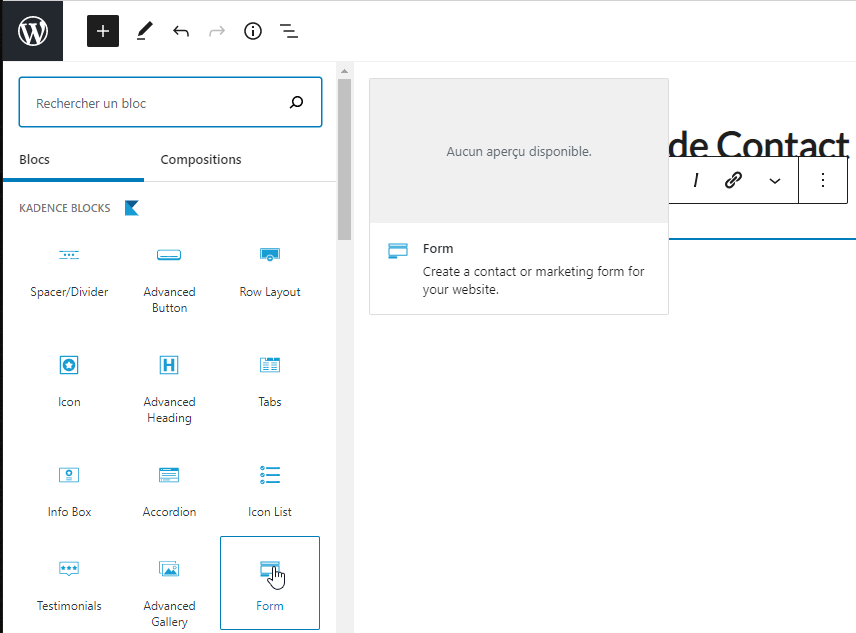 Rechercher un bloc
Blocs
Compositions
KADENCE BLOCKS
Spacer/Divider
Advanced
Button
Row Layout
Icon
Advanced
Heading
Tabs
Info Box
Accordion
Icon List
Testimonials
Advanced
Gallery
Form
Aucun aperçu disponible.
Form
Create a contact or marketing form for
your website.
de Contact